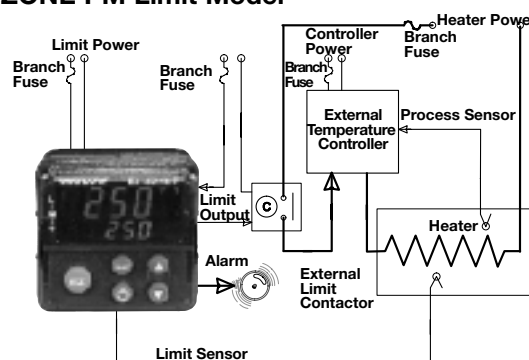 ZONE PM Limit Model
Limit Power
Branch
Fuse
Branch
Fuse
Controller
Power
Branch
Fuse
Branch
Fuse
Heater Powe
External
Temperature
Controller
Process Sensor
Limit
Output
C
Heater
Alarm
External
Limit
Contactor
Limit Sensor
250
250